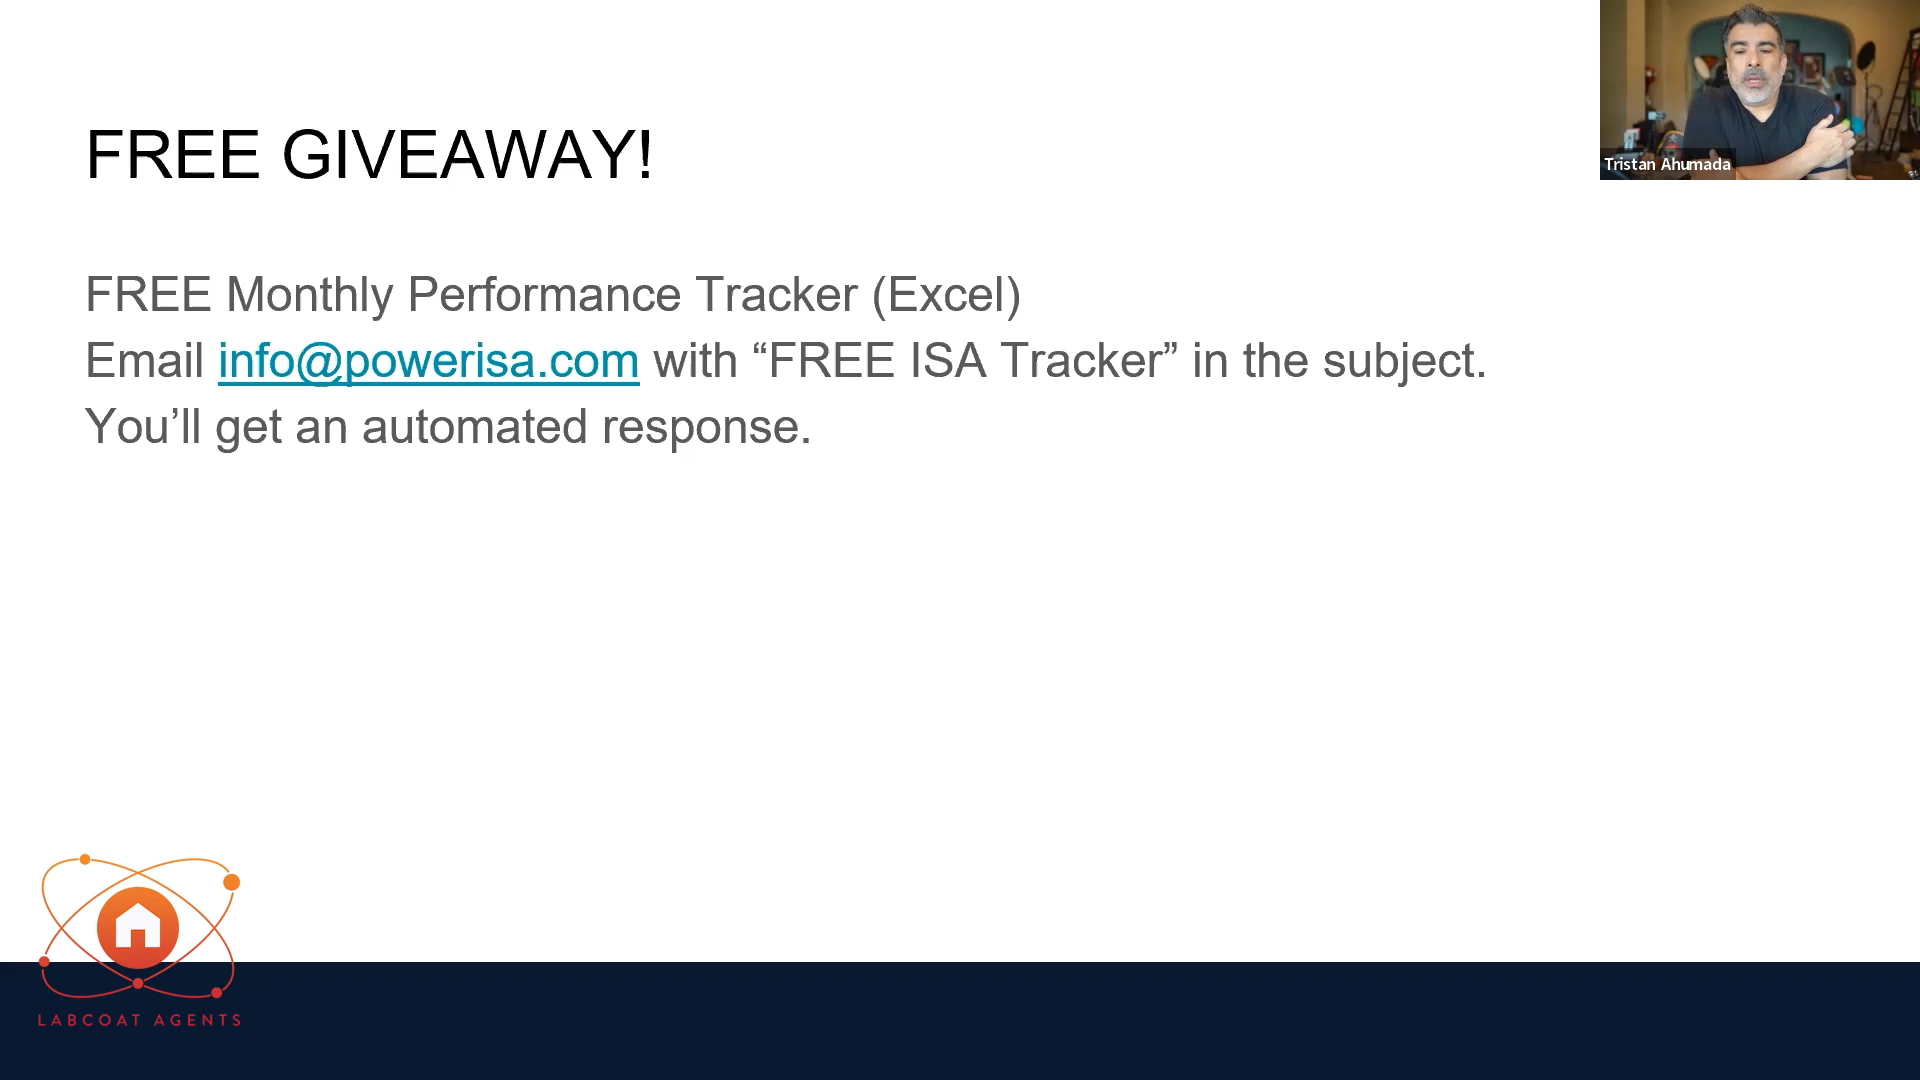 FREE GIVEAWAY!
Tristan Ahumada
FREE Monthly Performance Tracker (Excel)
Email info@powerisa.com with “FREE ISA Tracker” in the subject.
You’ll get an automated response.
LABCOAT AGENTS